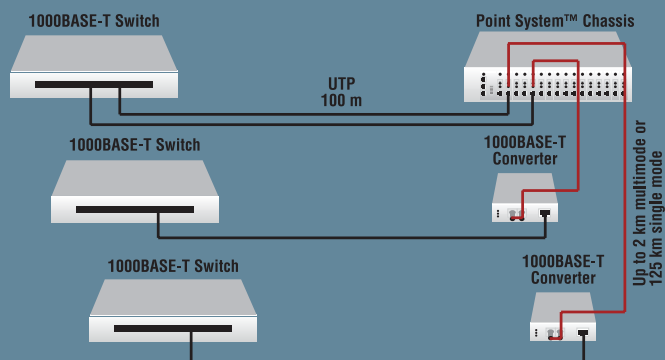 1000BASE-T Switch
Point System™ Chassis
UTP
100 m
1000BASE-T Switch
1000BASE-T
Converter
Up to 2 km multimode or
125 km single mode
1000BASE-T Switch
1000BASE-T
Converter